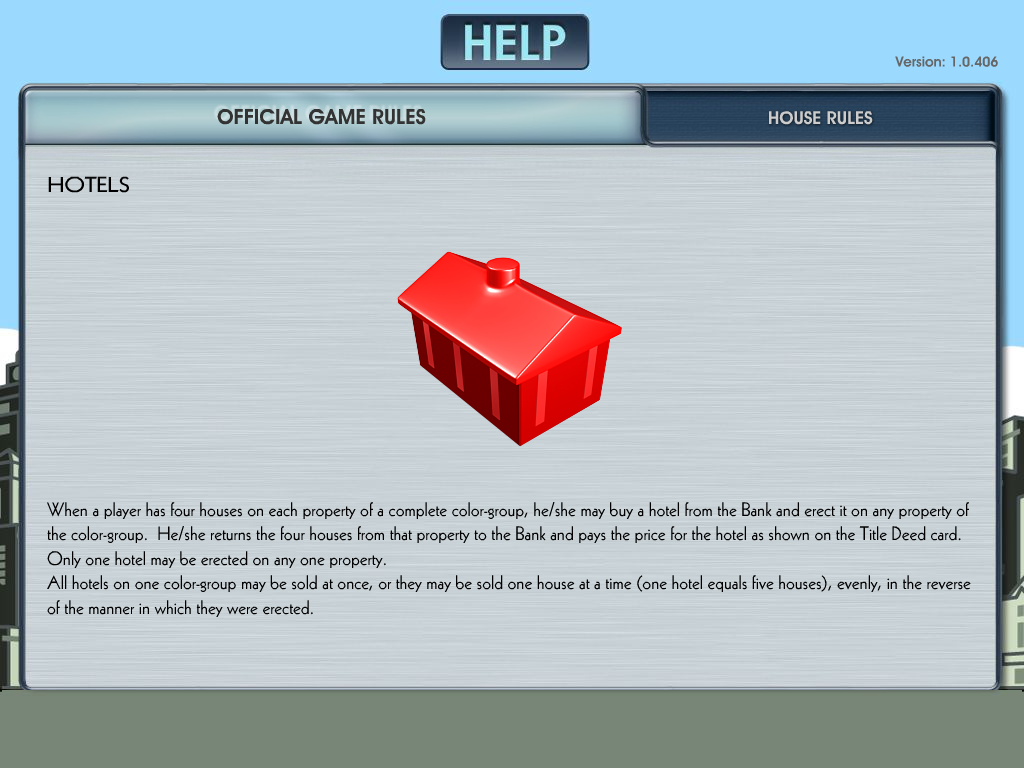 HELP
Version: 1.0.406
OFFICIAL GAME RULES
HOUSE RULES
HOTELS
When a player has four houses on each property of a complete color-group, he/she may buy a hotel from the Bank and erect it on any property of
the color-group.  He/she returns the four houses from that property to the Bank and pays the price for the hotel as shown on the Title Deed card.
Only one hotel may be erected on any one property.
All hotels on one color-group may be sold at once, or they may be sold one house at a time (one hotel equals five houses), evenly, in the reverse
of the manner in which they were erected.